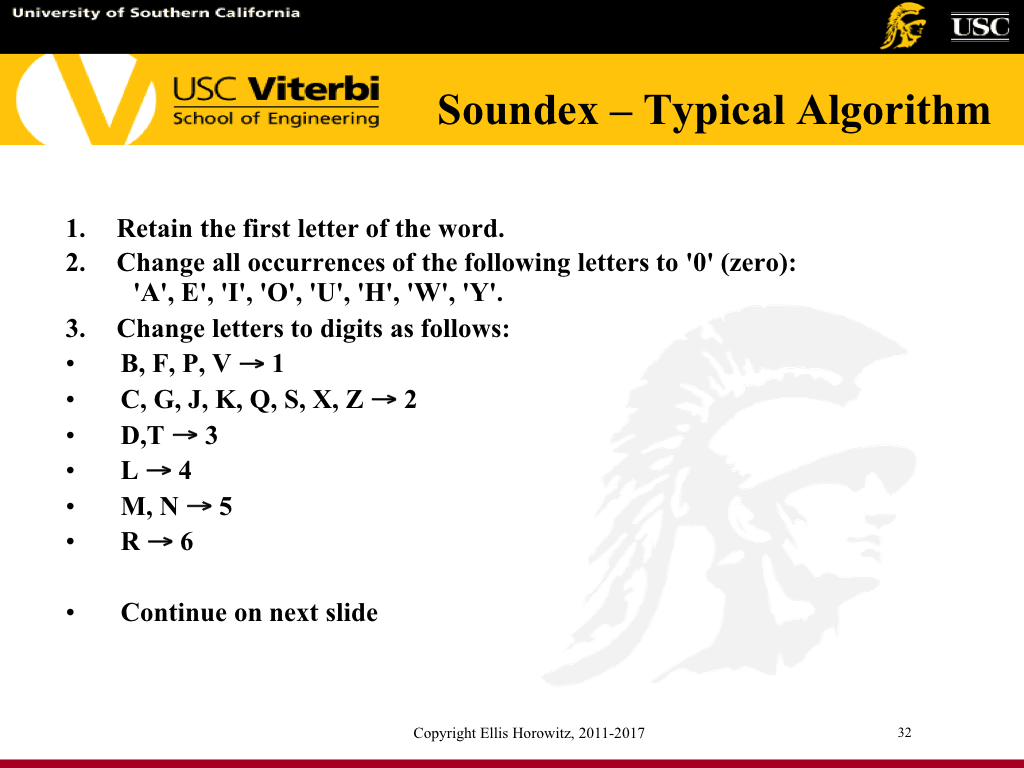 University of Southern California
USC
USC Viterbi
School of Engineering
Soundex – Typical Algorithm
1. Retain the first letter of the word.
2. Change all occurrences of the following letters to '0' (zero):
'A', E', 'I', 'O', 'U', 'H', 'W', 'Y'.
3. Change letters to digits as follows:
• B, F, P, V → 1
• C, G, J, K, Q, S, X, Z → 2
• D,T → 3
• L → 4
• M, N → 5
• R → 6
• Continue on next slide
Copyright Ellis Horowitz, 2011-2017
32